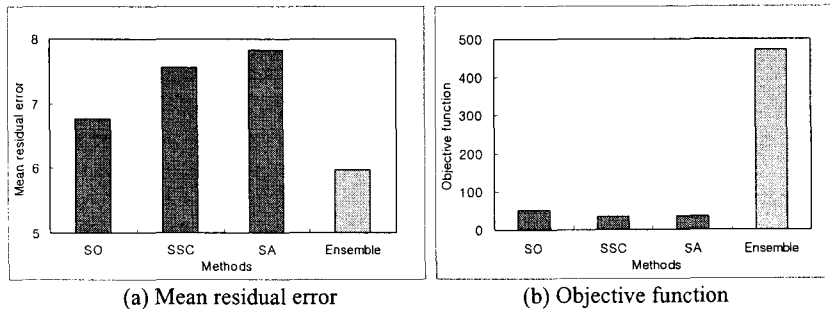 8
7
6
5
Mean residual error
SO SSC SA Ensemble
Methods
(a) Mean residual error
500
400
300
200
100
0
Objective function
SO SSC SA Ensemble
Methods
(b) Objective function